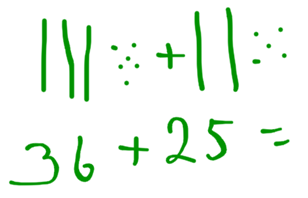 +
36 + 25 =